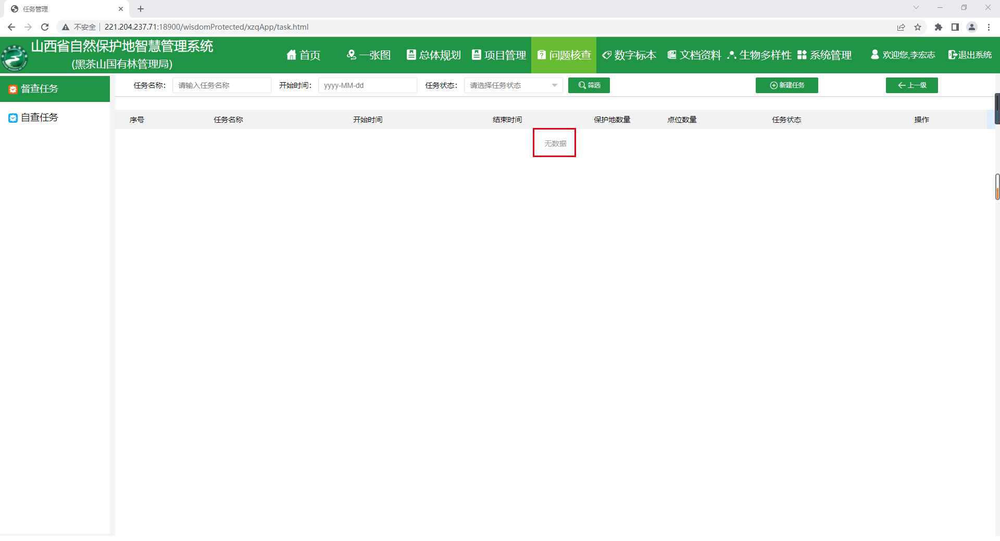 任务管理
不安全 221.204.237.71:18900/wisdomProtected/xzqApp/task.html
山西省自然保护地智慧管理系统
(黑茶山国有林管理局)
首页 一张图 总体规划 项目管理 问题核查 数字标本 文档资料 生物多样性 系统管理 欢迎您,李宏志 退出系统
督查任务
自查任务
任务名称： 请输入任务名称 开始时间： yyyy-MM-dd 任务状态： 请选择任务状态 筛选 新建任务 上一级
序号 任务名称 开始时间 结束时间 保护地数量 点位数量 任务状态 操作
无数据